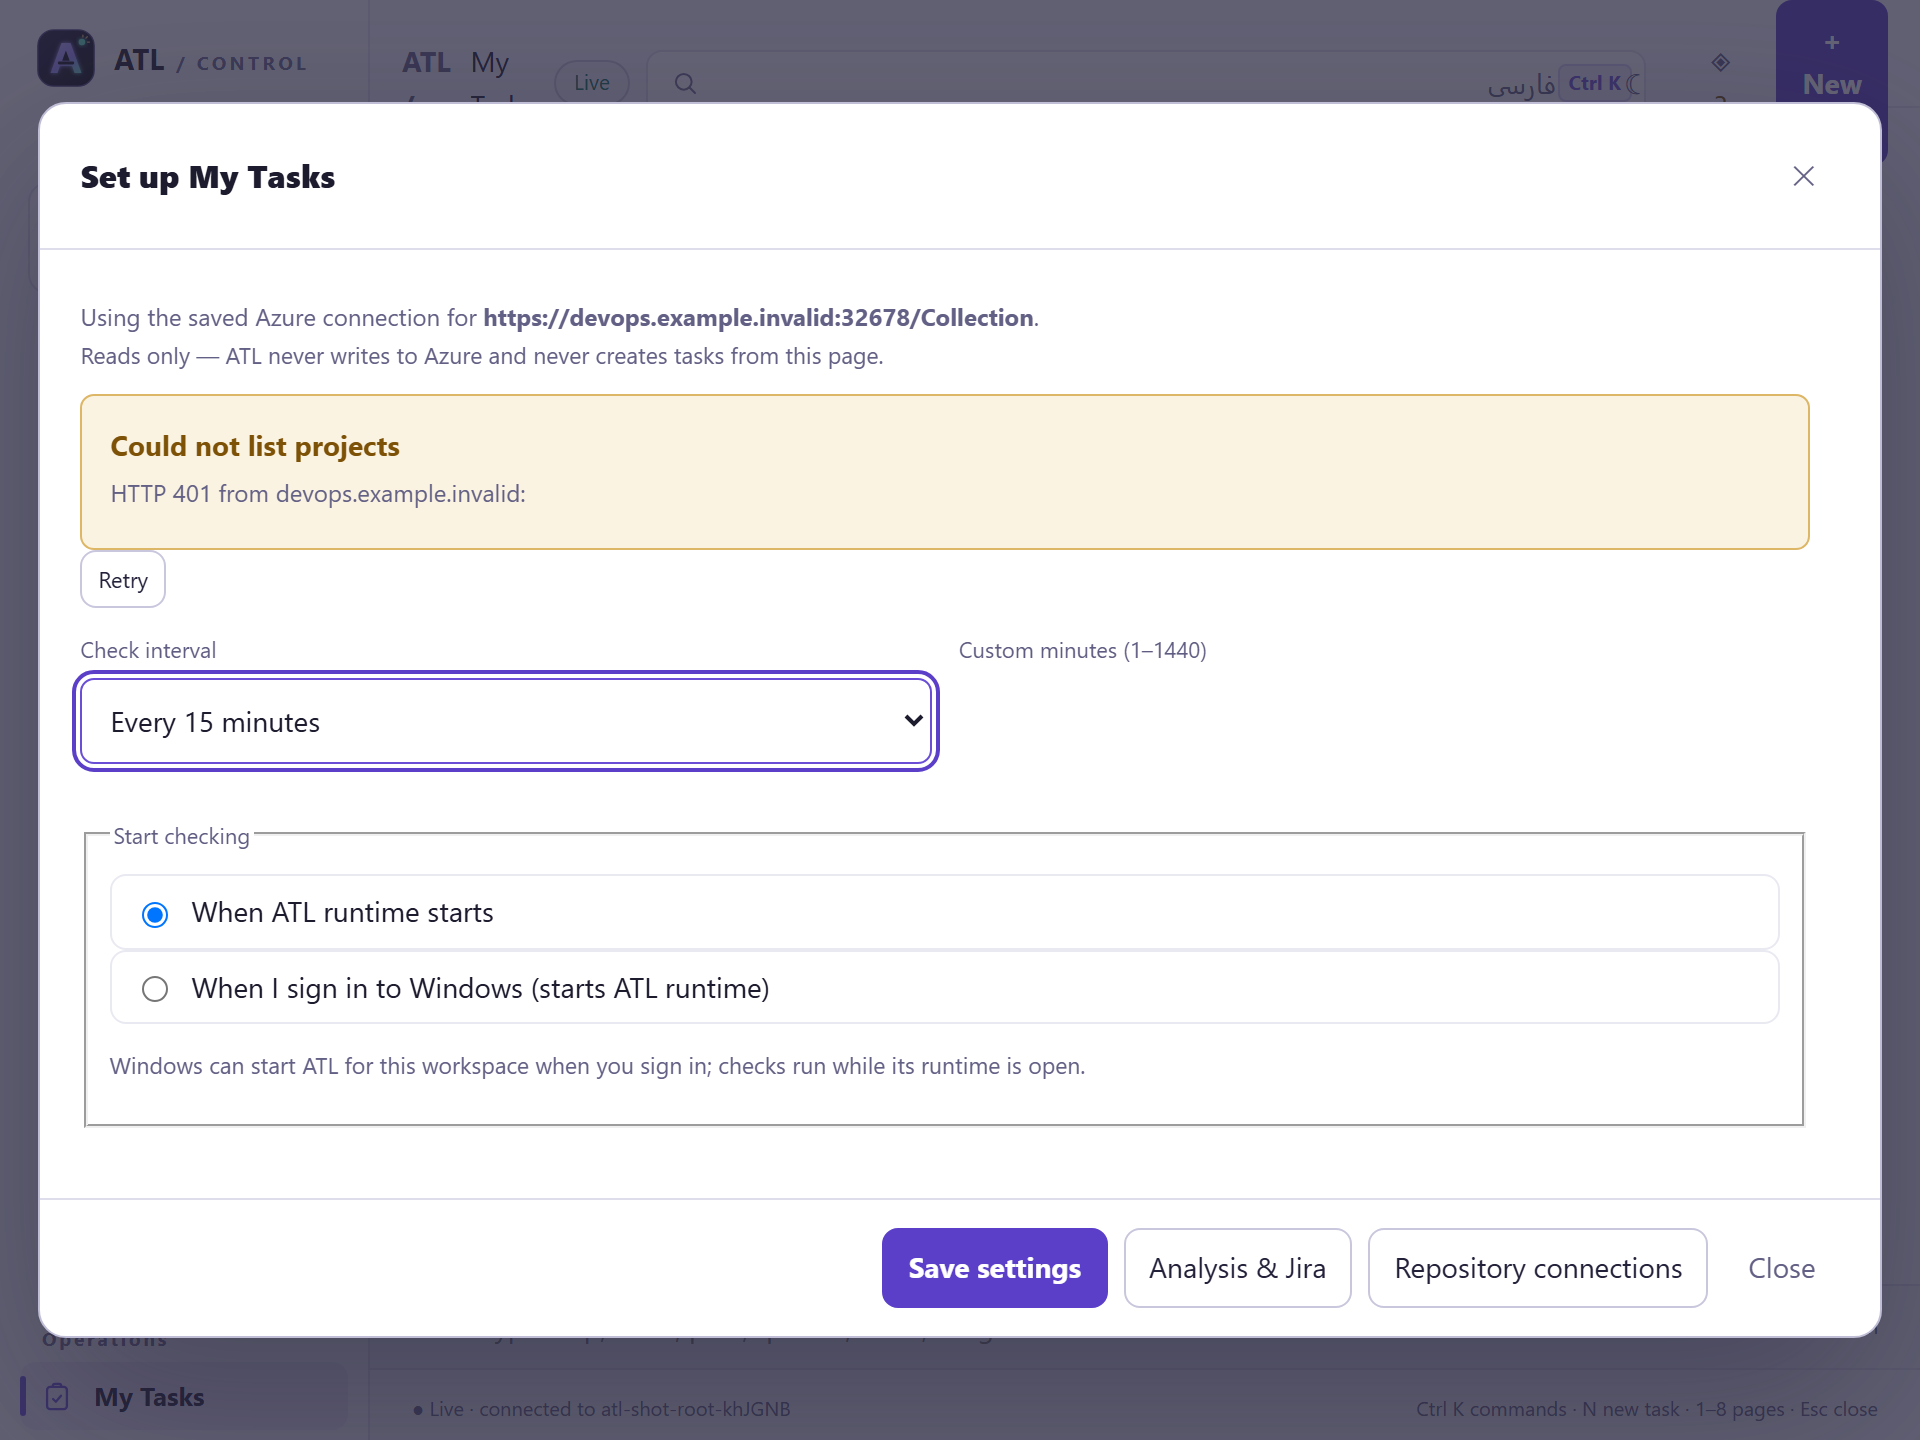 ATL / CONTROL
ATL My
Live
فارسی
Ctrl K
+
New
Set up My Tasks
Using the saved Azure connection for https://devops.example.invalid:32678/Collection.
Reads only — ATL never writes to Azure and never creates tasks from this page.
Could not list projects
HTTP 401 from devops.example.invalid:
Retry
Check interval
Custom minutes (1–1440)
Every 15 minutes
Start checking
When ATL runtime starts
When I sign in to Windows (starts ATL runtime)
Windows can start ATL for this workspace when you sign in; checks run while its runtime is open.
Save settings
Analysis & Jira
Repository connections
Close
Operations
My Tasks
● Live · connected to atl-shot-root-khJGNB
Ctrl K commands · N new task · 1–8 pages · Esc close